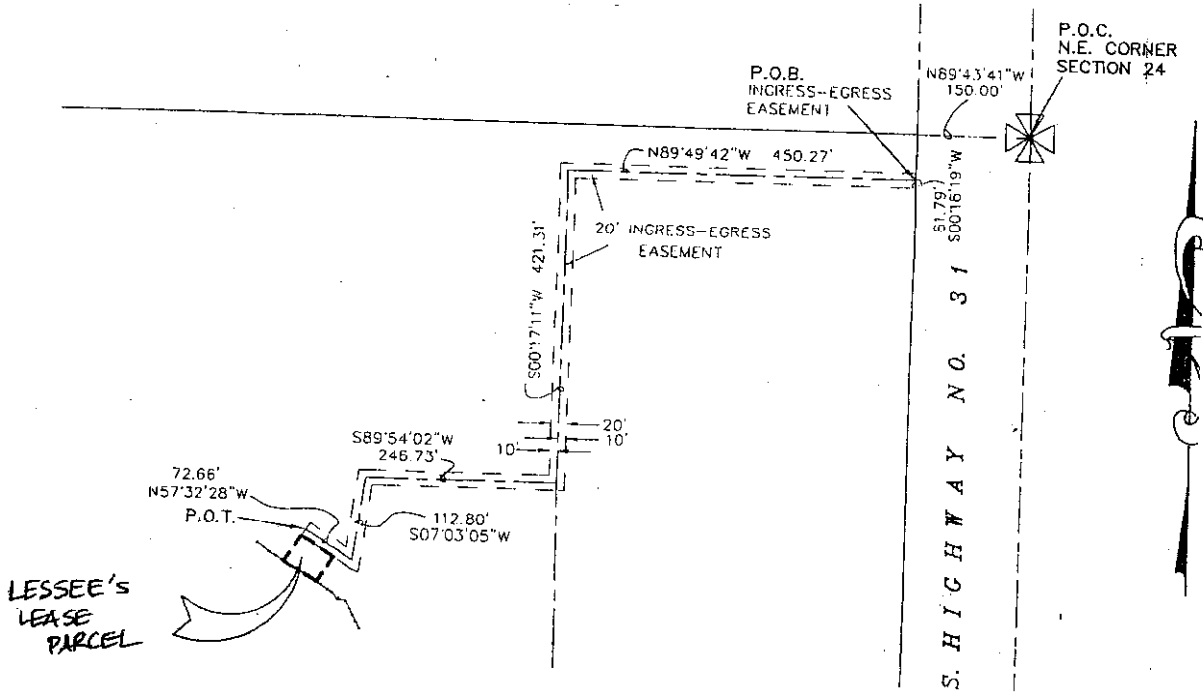 P.O.C.
N.E. CORNER
SECTION 24
N89°43'41"W
150.00'
P.O.B.
INGRESS-EGRESS
EASEMENT
N89°49'42"W 450.27'
61.79'
S00°16'19"W
20' INGRESS-EGRESS
EASEMENT
S00°17'11"W 421.31'
20'
10' 10'
S89°54'02"W
246.73'
72.66'
N57°32'28"W
P.O.T.
112.80'
S07°03'05"W
LESSEE's
LEASE
PARCEL
S. HIGHWAY NO. 31